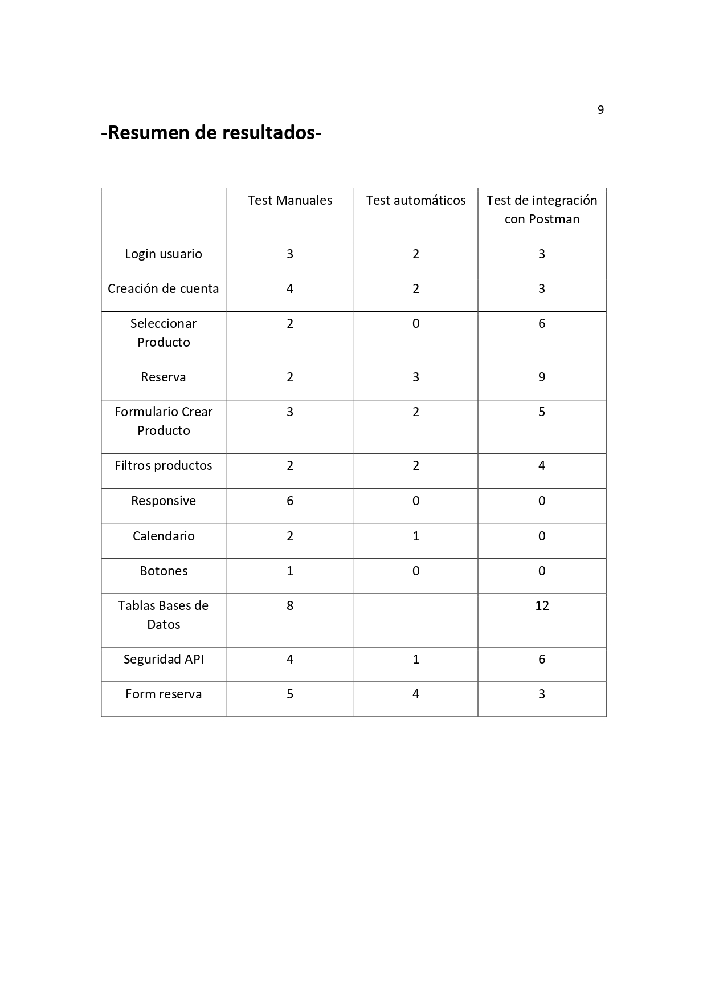 9
-Resumen de resultados-
Test Manuales Test automáticos Test de integración
con Postman
Login usuario 3 2 3
Creación de cuenta 4 2 3
Seleccionar 2 0 6
Producto
Reserva 2 3 9
Formulario Crear 3 2 5
Producto
Filtros productos 2 2 4
Responsive 6 0 0
Calendario 2 1 0
Botones 1 0 0
Tablas Bases de 8 12
Datos
Seguridad API 4 1 6
Form reserva 5 4 3